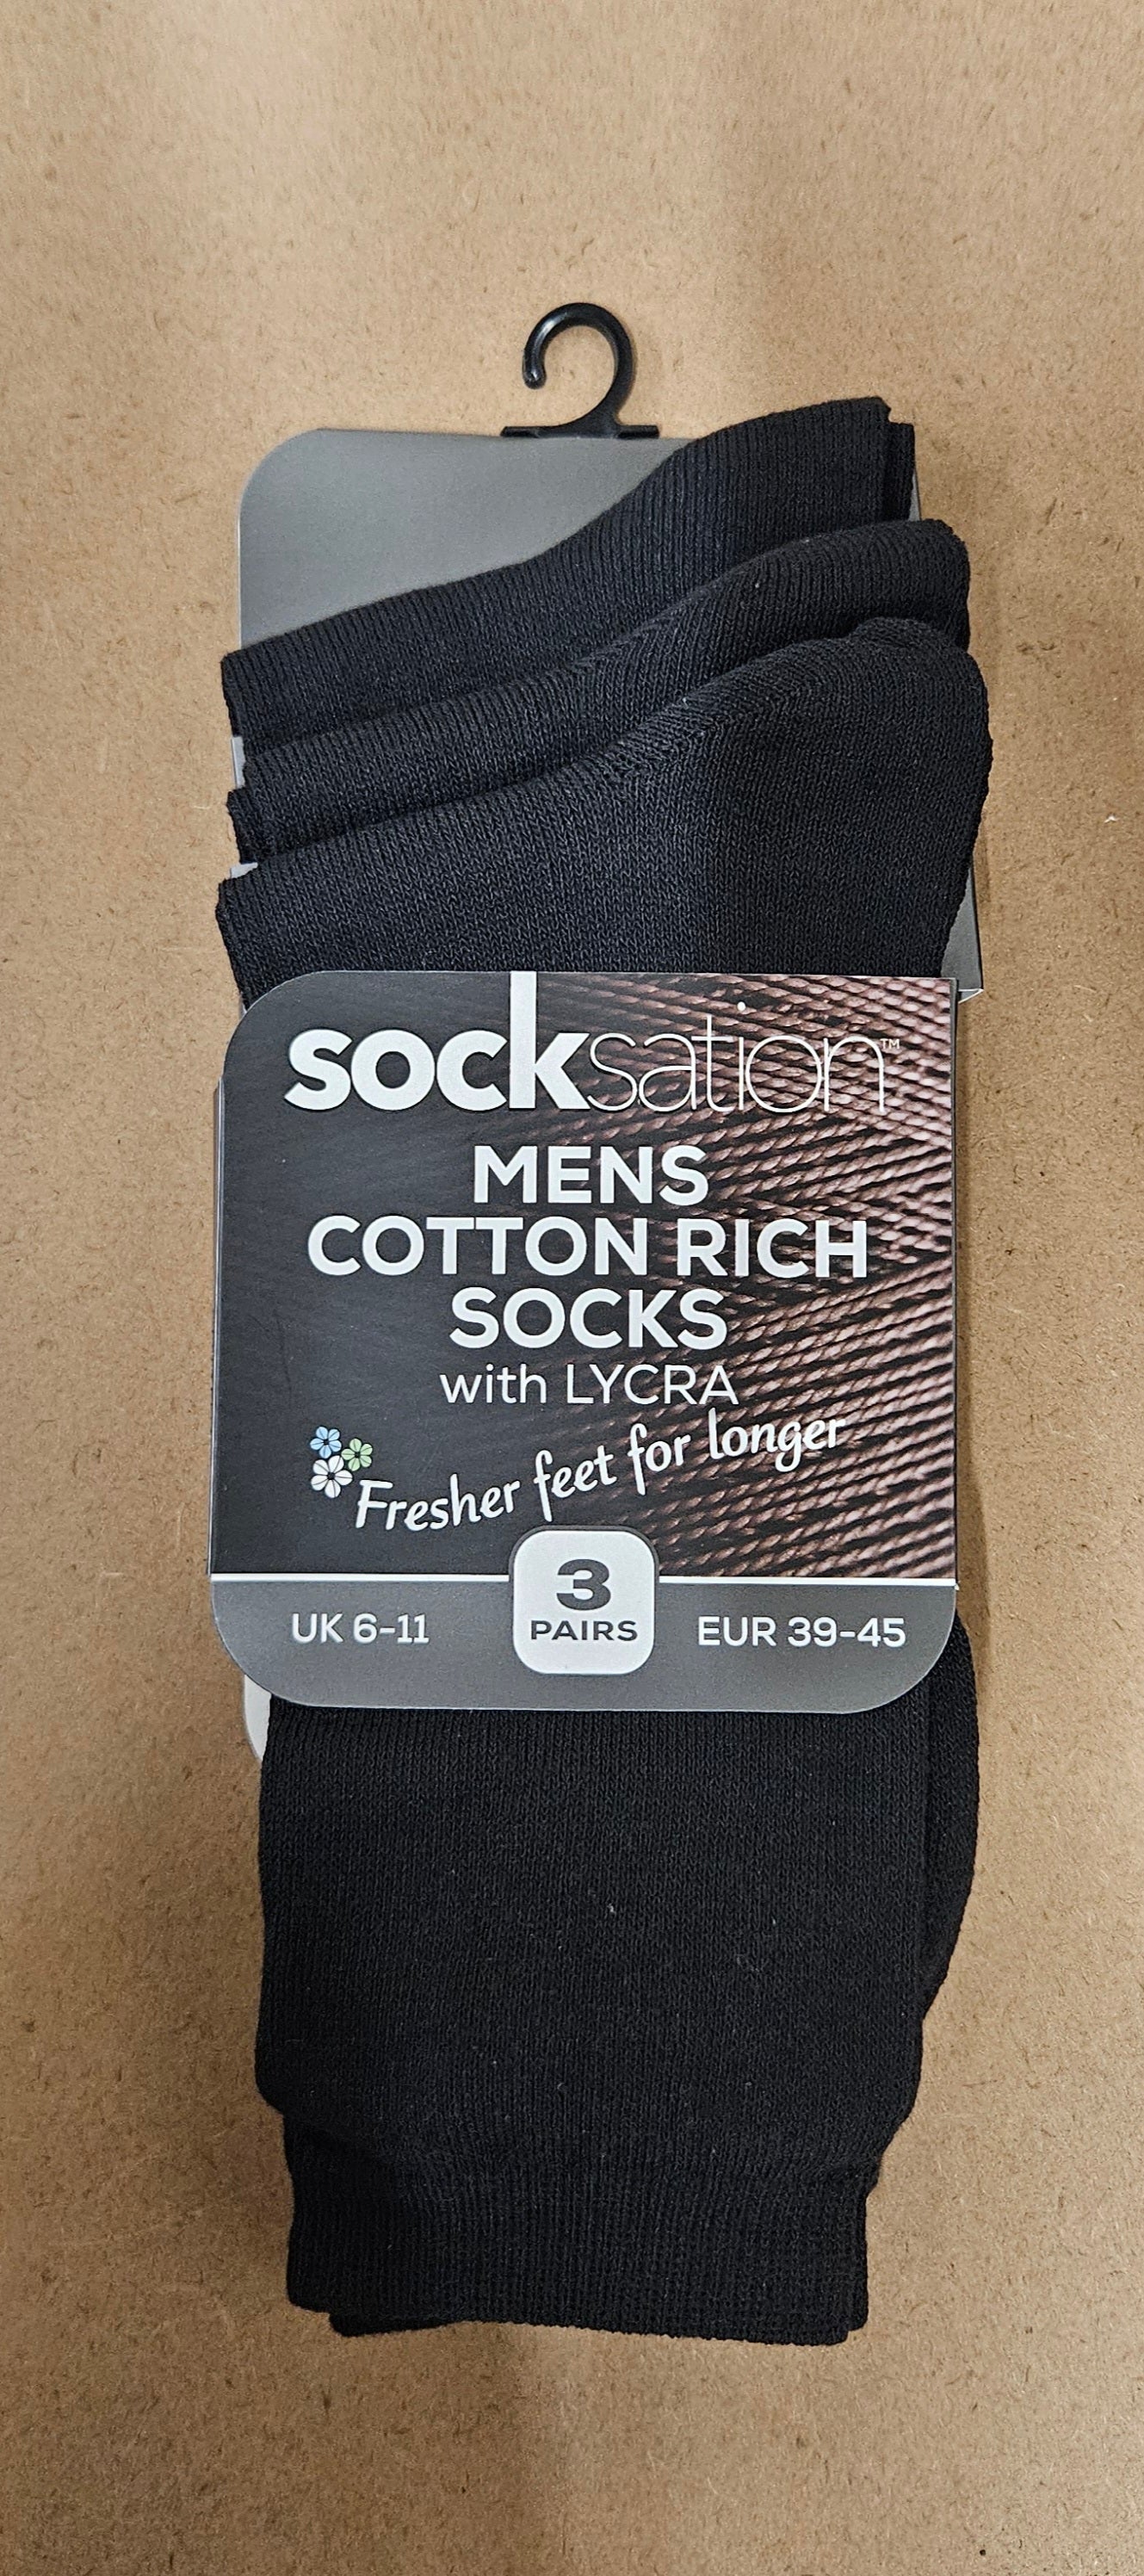 socksation™
MENS
COTTON RICH
SOCKS
with LYCRA
Fresher feet for longer
3
PAIRS
UK 6-11
EUR 39-45